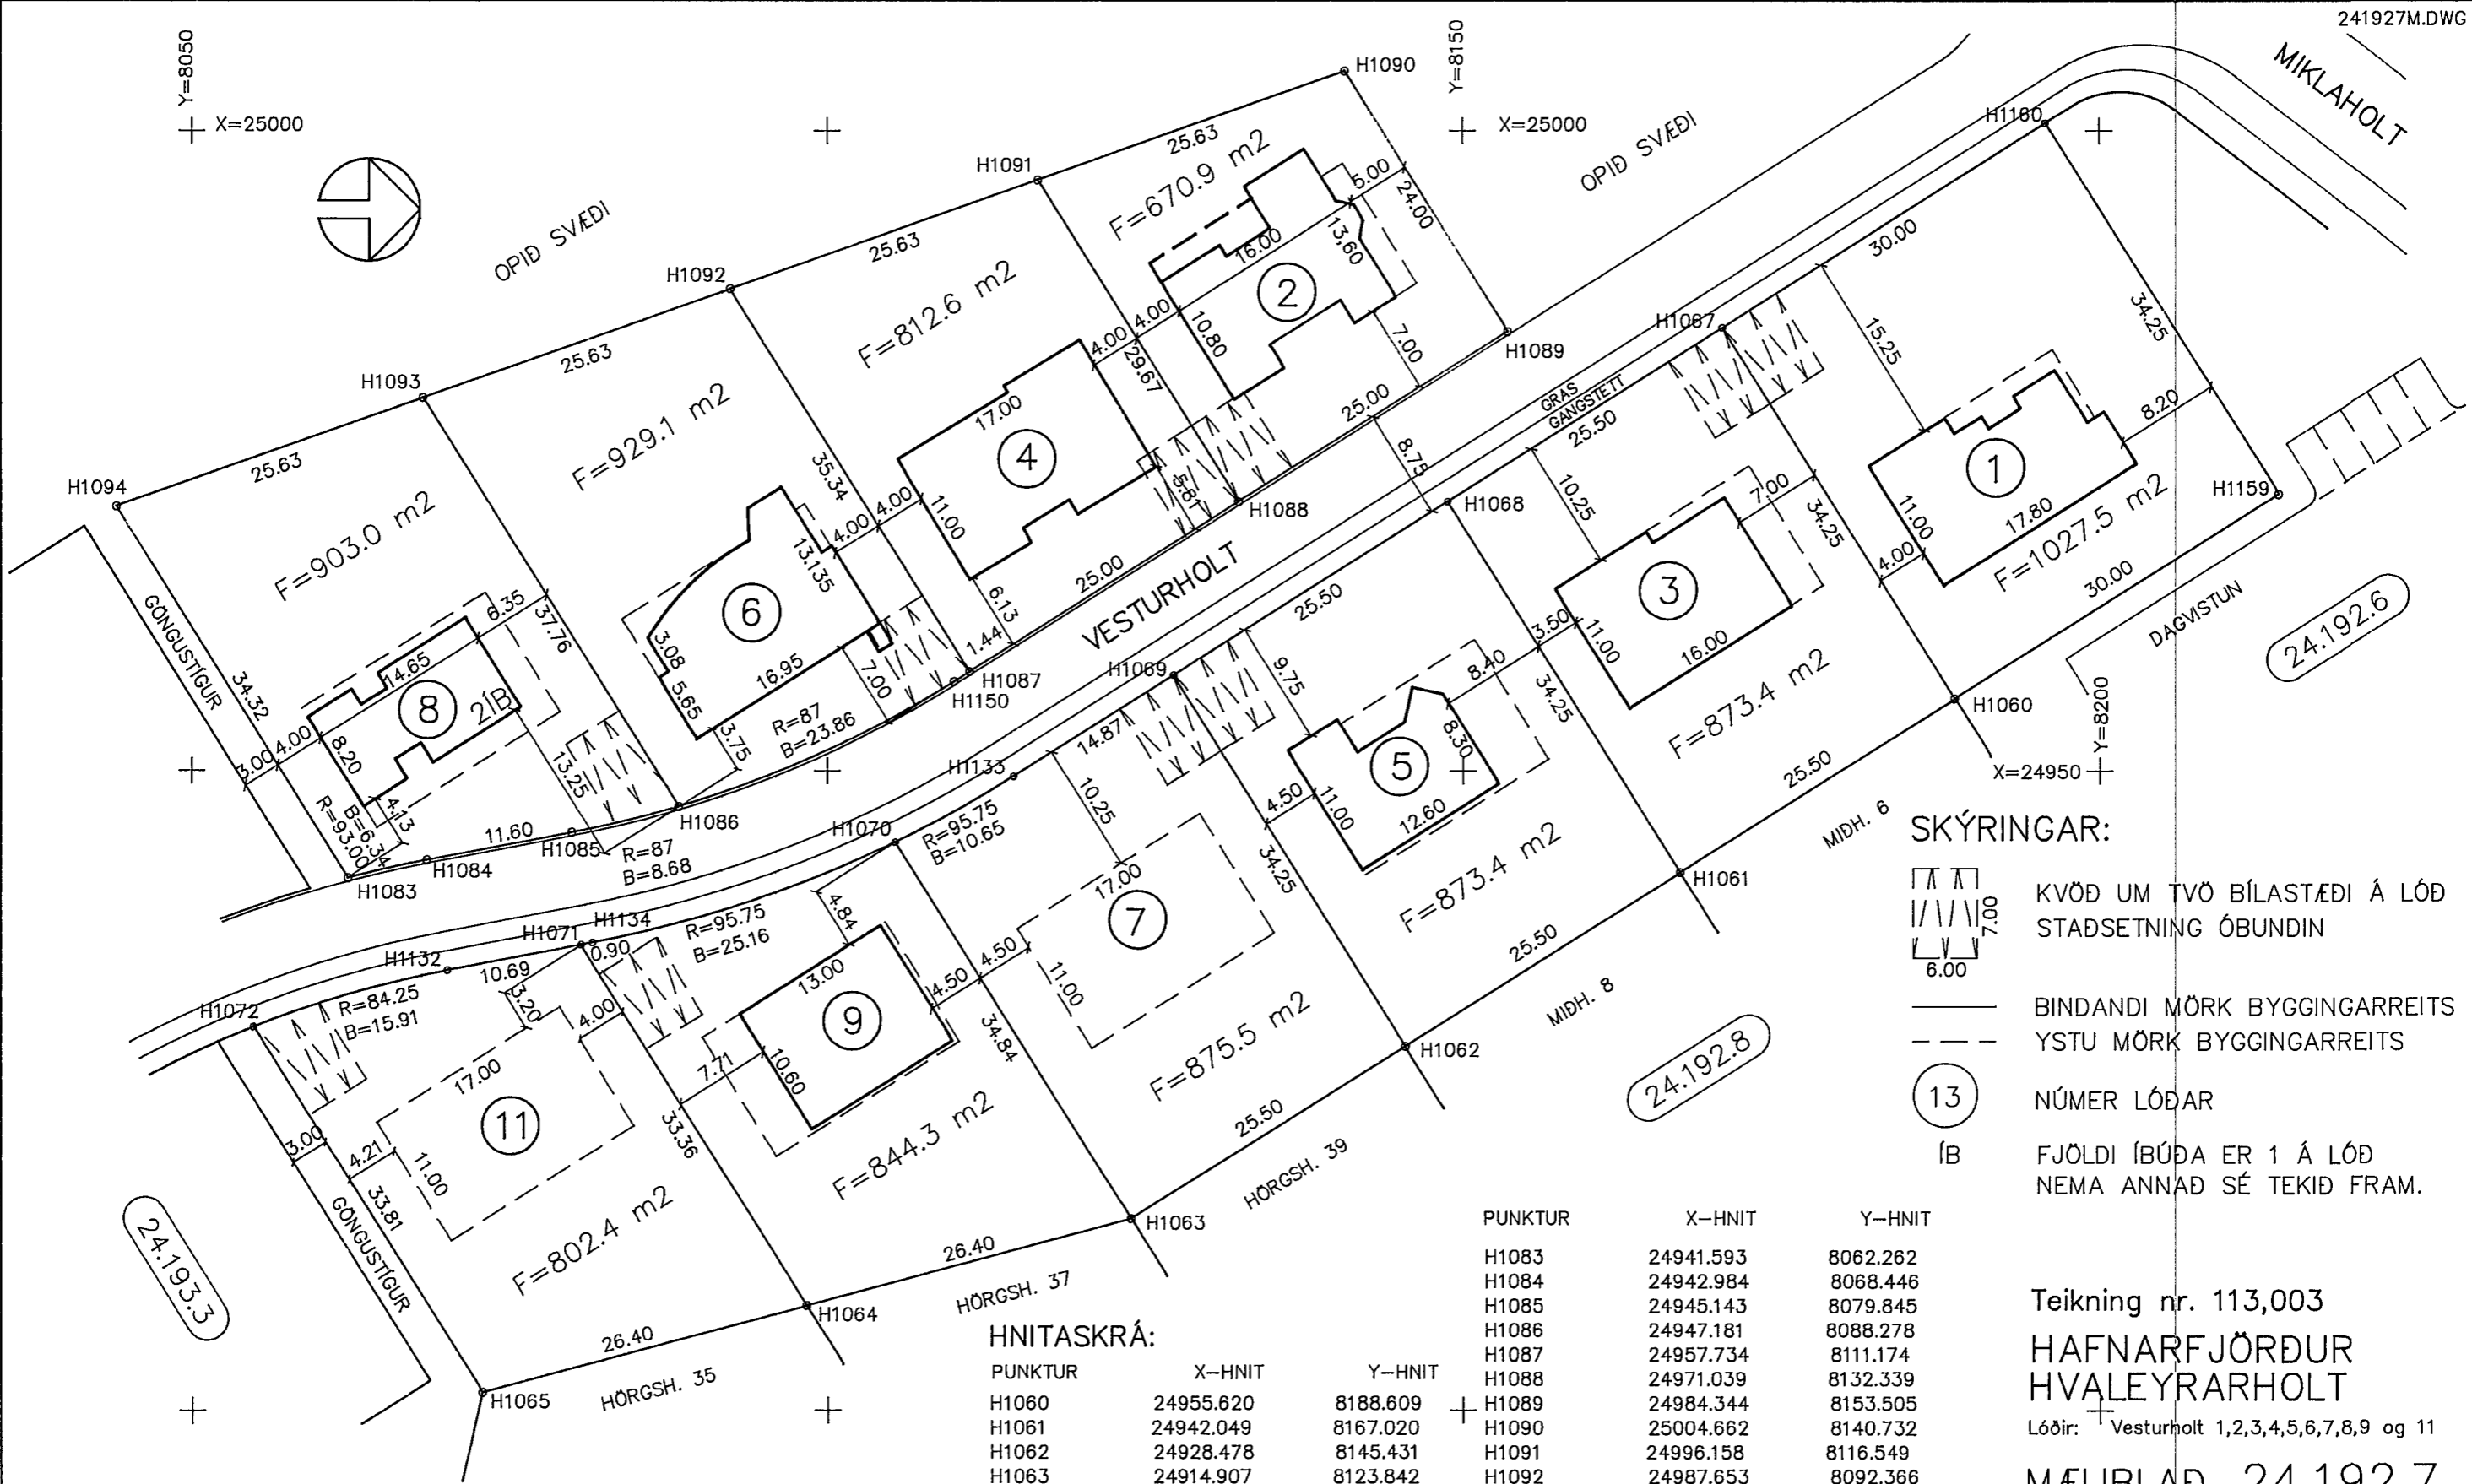 241927M.DWG
Y=8050
X=25000
Y=8150
X=25000
MIKLAHOLT
OPIÐ SVÆÐI
OPIÐ SVÆÐI
H1090
H1160
H1091
H1092
H1093
H1094
25.63
25.63
25.63
25.63
F=670.9 m2
F=812.6 m2
F=929.1 m2
F=903.0 m2
5.00
24.00
16.00
13,60
2
4.00
4.00
10.80
29.67
7.00
H1089
25.00
17.00
4
11.00
5.81
H1088
35.34
4.00
4.00
6.13
25.00
1.44
13.135
6
3.08
5.65
16.95
7.00
3.75
H1087
H1150
R=87
B=23.86
6.35
37.76
14.65
8
2ÍB
8.20
4.00
3.00
34.32
GÖNGUSTÍGUR
13.25
4.13
B=6.34
R=93.00
11.60
H1083
H1084
H1085
H1086
R=87
B=8.68
VESTURHOLT
GRAS
GANGSTETT
8.75
30.00
H1067
15.25
34.25
8.20
1
11.00
17.80
4.00
F=1027.5 m2
H1159
30.00
DAGVISTUN
24.192.6
25.50
H1068
10.25
7.00
34.25
3
11.00
16.00
3.50
F=873.4 m2
H1060
Y=8200
X=24950
25.50
H1069
9.75
8.40
34.25
5
8.30
11.00
12.60
4.50
F=873.4 m2
25.50
H1061
MIÐH. 6
14.87
H1133
10.25
R=95.75
B=10.65
H1070
17.00
7
11.00
4.50
34.25
F=875.5 m2
25.50
H1062
MIÐH. 8
24.192.8
H1134
H1071
0.90
R=95.75
B=25.16
4.84
13.00
9
10.60
7.71
4.50
34.84
F=844.3 m2
25.50
H1063
HÖRGSH. 39
H1132
10.69
H1072
R=84.25
B=15.91
3.20
4.00
17.00
11
11.00
4.21
3.00
33.36
33.81
F=802.4 m2
GÖNGUSTÍGUR
24.193.3
26.40
H1064
HÖRGSH. 37
26.40
H1065
HÖRGSH. 35
SKÝRINGAR:
7.00
6.00
KVÖÐ UM TVÖ BÍLASTÆÐI Á LÓÐ
STAÐSETNING ÓBUNDIN
BINDANDI MÖRK BYGGINGARREITS
YSTU MÖRK BYGGINGARREITS
13
NÚMER LÓÐAR
ÍB
FJÖLDI ÍBÚÐA ER 1 Á LÓÐ
NEMA ANNAÐ SÉ TEKIÐ FRAM.
HNITASKRÁ:
PUNKTUR X-HNIT Y-HNIT
H1060 24955.620 8188.609
H1061 24942.049 8167.020
H1062 24928.478 8145.431
H1063 24914.907 8123.842
PUNKTUR X-HNIT Y-HNIT
H1083 24941.593 8062.262
H1084 24942.984 8068.446
H1085 24945.143 8079.845
H1086 24947.181 8088.278
H1087 24957.734 8111.174
H1088 24971.039 8132.339
H1089 24984.344 8153.505
H1090 25004.662 8140.732
H1091 24996.158 8116.549
H1092 24987.653 8092.366
Teikning nr. 113,003
HAFNARFJÖRÐUR
HVALEYRARHOLT
Lóðir: Vesturholt 1,2,3,4,5,6,7,8,9 og 11
MÆLIBLAÐ 24.192.7